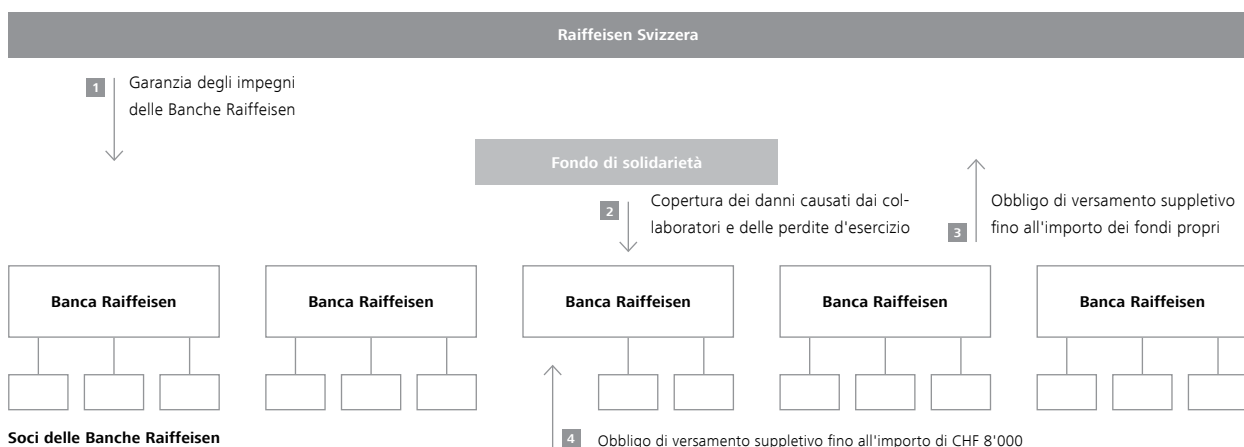 Raiffeisen Svizzera
1
Garanzia degli impegni
delle Banche Raiffeisen
Fondo di solidarietà
2
Copertura dei danni causati dai col-
laboratori e delle perdite d'esercizio
3
Obbligo di versamento suppletivo
fino all'importo dei fondi propri
Banca Raiffeisen
Banca Raiffeisen
Banca Raiffeisen
Banca Raiffeisen
Banca Raiffeisen
Soci delle Banche Raiffeisen
4
Obbligo di versamento suppletivo fino all'importo di CHF 8'000